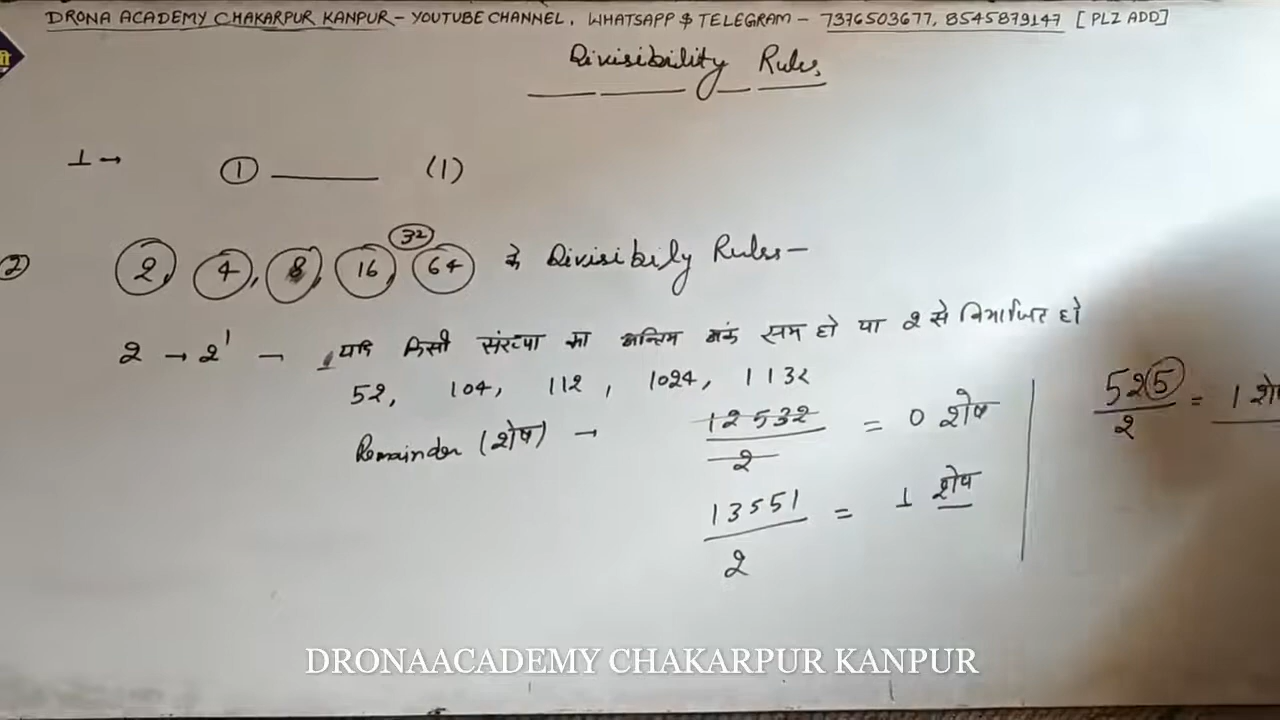 DRONA ACADEMY CHAKARPUR KANPUR - YOUTUBE CHANNEL, WHATSAPP & TELEGRAM - 7376503677, 8545879147 [PLZ ADD]
Divisibility Rules
1 → ① ______ (1)
32
② 2, 4, 8, 16, 64 के Divisibily Rules-
2 → 2¹ - यदि किसी संख्या का अन्तिम अंक सम हो या 2 से विभाजित हो
52, 104, 112, 1024, 1132
Remainder (शेष) → 12532/2 = 0 शेष
525/2 = 1 शे
13551/2 = 1 शेष
DRONAACADEMY CHAKARPUR KANPUR